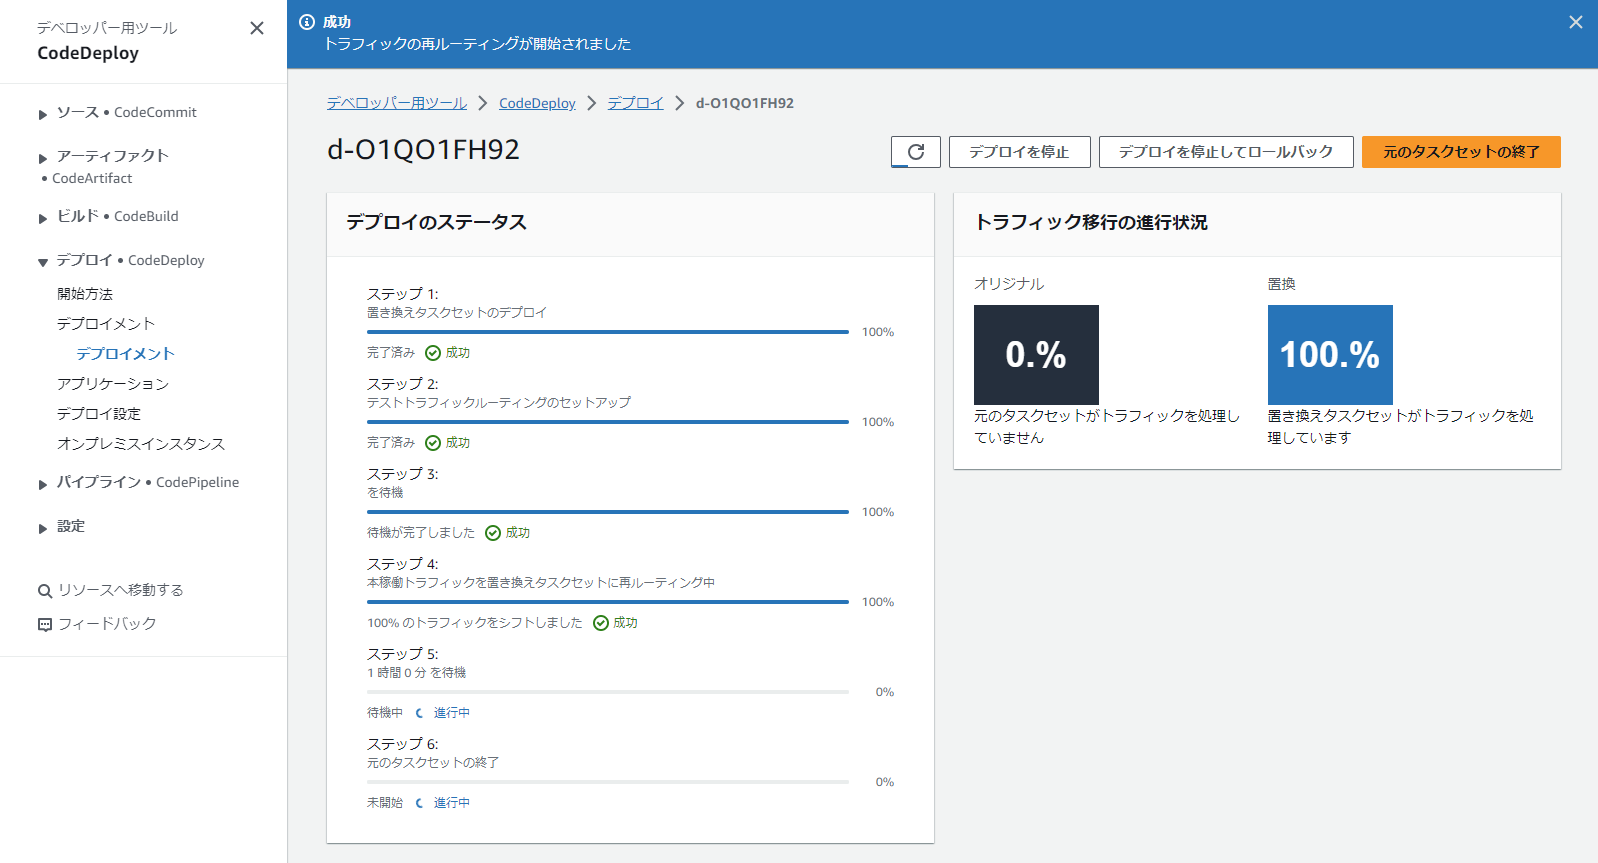 デベロッパー用ツール
CodeDeploy
ソース • CodeCommit
アーティファクト
• CodeArtifact
ビルド • CodeBuild
デプロイ • CodeDeploy
開始方法
デプロイメント
デプロイメント
アプリケーション
デプロイ設定
オンプレミスインスタンス
パイプライン • CodePipeline
設定
リソースへ移動する
フィードバック
成功
トラフィックの再ルーティングが開始されました
デベロッパー用ツール
CodeDeploy
デプロイ
d-O1QO1FH92
d-O1QO1FH92
デプロイを停止
デプロイを停止してロールバック
元のタスクセットの終了
デプロイのステータス
ステップ 1:
置き換えタスクセットのデプロイ
100%
完了済み 成功
ステップ 2:
テストトラフィックルーティングのセットアップ
100%
完了済み 成功
ステップ 3:
を待機
100%
待機が完了しました 成功
ステップ 4:
本稼働トラフィックを置き換えタスクセットに再ルーティング中
100%
100% のトラフィックをシフトしました 成功
ステップ 5:
1 時間 0 分 を待機
0%
待機中 進行中
ステップ 6:
元のタスクセットの終了
0%
未開始 進行中
トラフィック移行の進行状況
オリジナル
0.%
元のタスクセットがトラフィックを処理し
ていません
置換
100.%
置き換えタスクセットがトラフィックを処
理しています